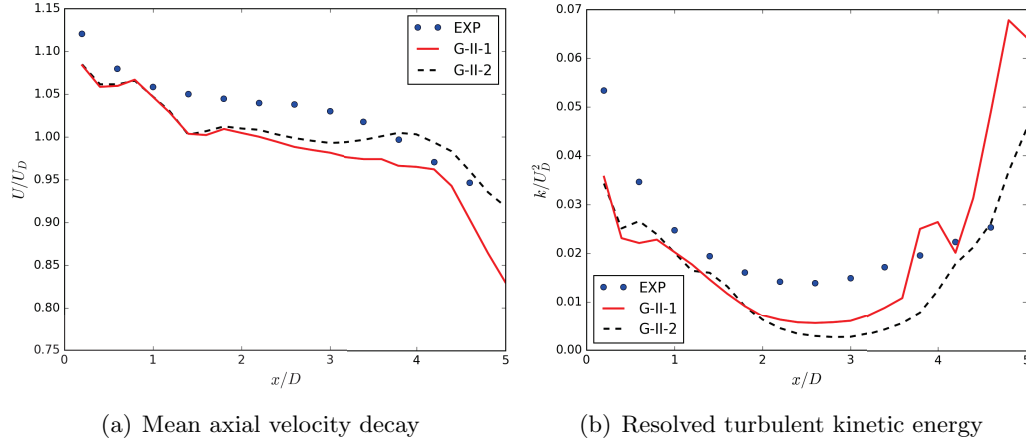 1.15
1.10
1.05
1.00
0.95
0.90
0.85
0.80
0.75
U/U_D
0 1 2 3 4 5
x/D
EXP
G-II-1
G-II-2
(a) Mean axial velocity decay
0.07
0.06
0.05
0.04
0.03
0.02
0.01
0.00
k/U_D^2
0 1 2 3 4 5
x/D
EXP
G-II-1
G-II-2
(b) Resolved turbulent kinetic energy